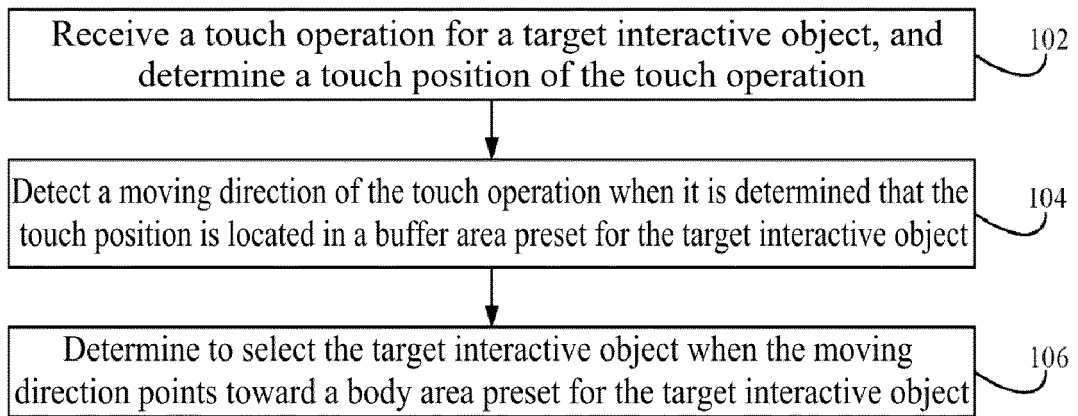 Receive a touch operation for a target interactive object, and
determine a touch position of the touch operation
102
Detect a moving direction of the touch operation when it is determined that the
touch position is located in a buffer area preset for the target interactive object
104
Determine to select the target interactive object when the moving
direction points toward a body area preset for the target interactive object
106